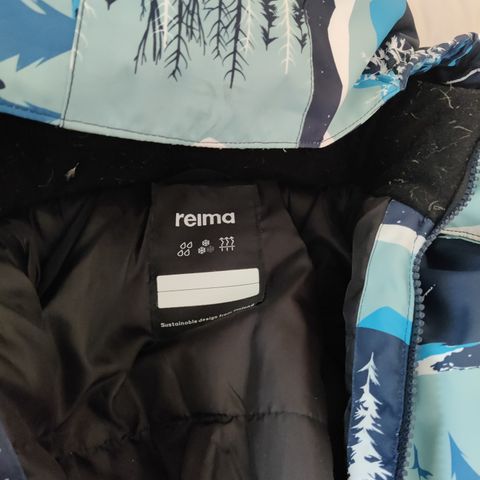 reima
Sustainable design from Finland